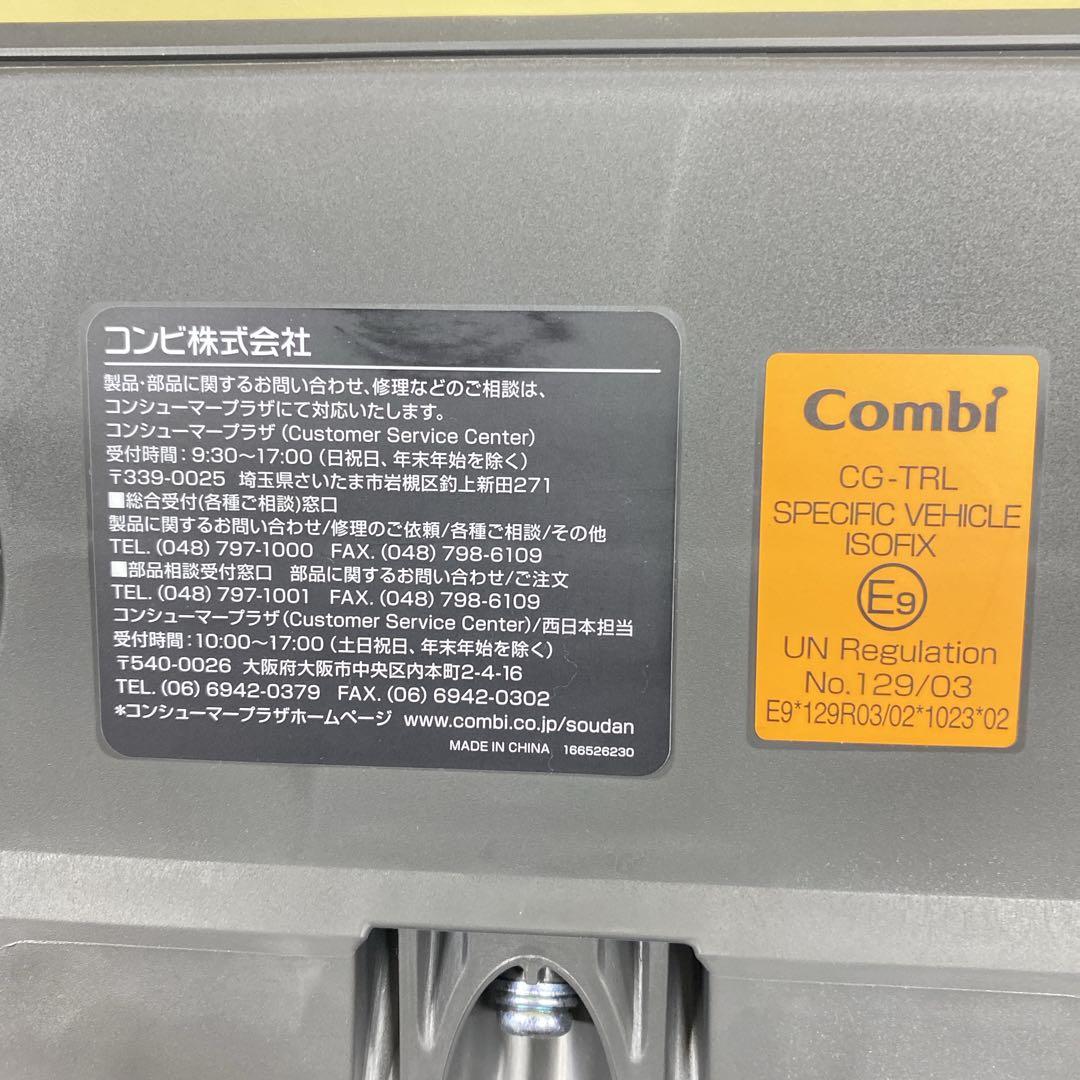 コンビ株式会社
製品・部品に関するお問い合わせ、修理などのご相談は、
コンシューマープラザにて対応いたします。
コンシューマープラザ(Customer Service Center)
受付時間:9:30～17:00(日祝日、年末年始を除く)
〒339-0025 埼玉県さいたま市岩槻区釣上新田271
■総合受付(各種ご相談)窓口
製品に関するお問い合わせ/修理のご依頼/各種ご相談/その他
TEL.(048)797-1000 FAX.(048)798-6109
■部品相談受付窓口 部品に関するお問い合わせ/ご注文
TEL.(048)797-1001 FAX.(048)798-6109
コンシューマープラザ(Customer Service Center)/西日本担当
受付時間:10:00～17:00(土日祝日、年末年始を除く)
〒540-0026 大阪府大阪市中央区内本町2-4-16
TEL.(06)6942-0379 FAX.(06)6942-0302
*コンシューマープラザホームページ www.combi.co.jp/soudan
MADE IN CHINA 166526230
Combi
CG-TRL
SPECIFIC VEHICLE
ISOFIX
E9
UN Regulation
No.129/03
E9*129R03/02*1023*02